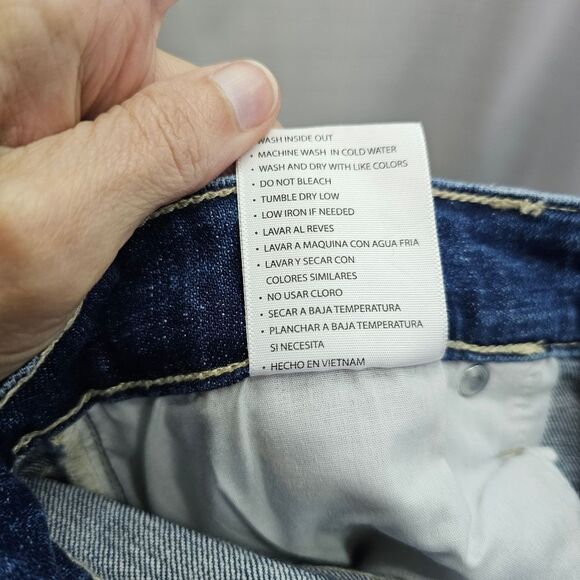 WASH INSIDE OUT
• MACHINE WASH IN COLD WATER
• WASH AND DRY WITH LIKE COLORS
• DO NOT BLEACH
• TUMBLE DRY LOW
• LOW IRON IF NEEDED
• LAVAR AL REVES
• LAVAR A MAQUINA CON AGUA FRIA
• LAVAR Y SECAR CON
COLORES SIMILARES
• NO USAR CLORO
• SECAR A BAJA TEMPERATURA
• PLANCHAR A BAJA TEMPERATURA
SI NECESITA
• HECHO EN VIETNAM